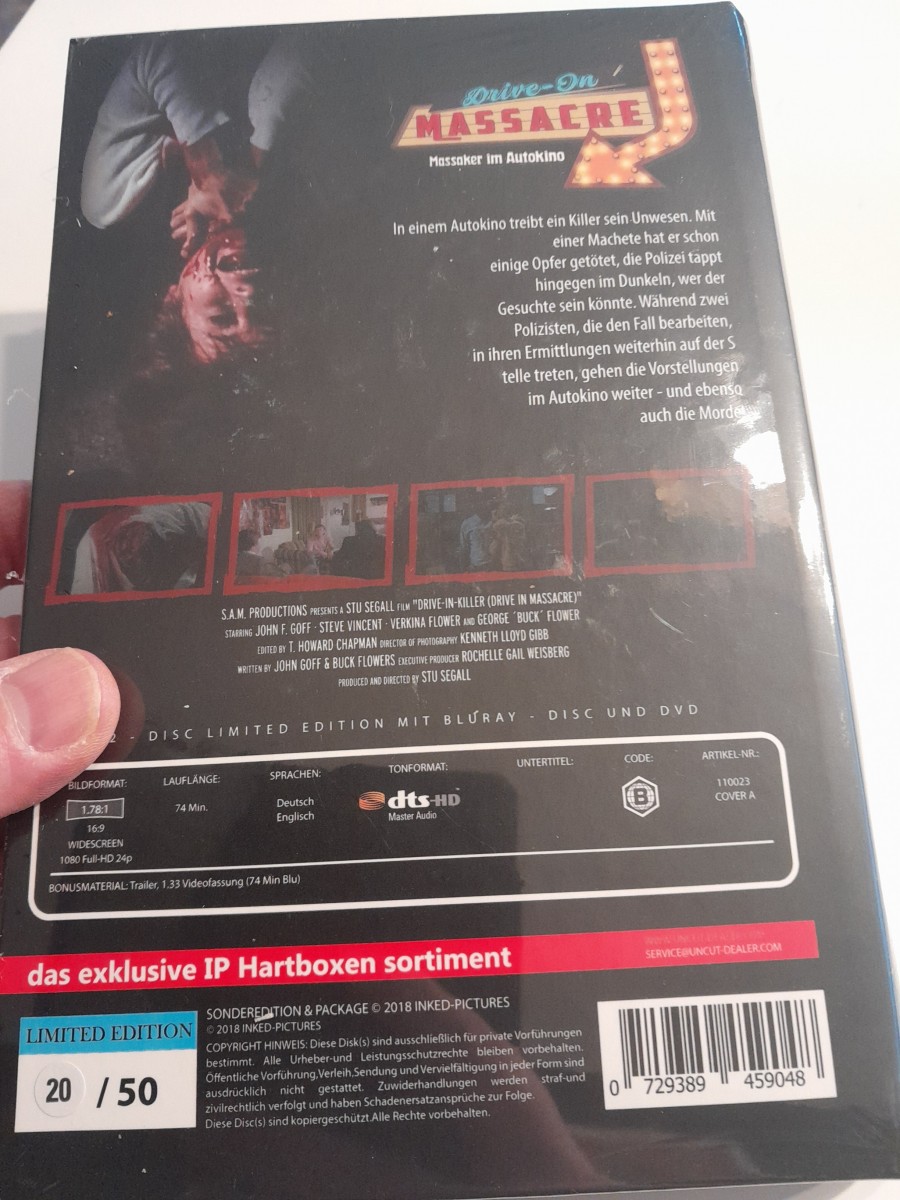 Drive-On
MASSACRE
Massaker im Autokino
In einem Autokino treibt ein Killer sein Unwesen. Mit
einer Machete hat er schon
einige Opfer getötet, die Polizei tappt
hingegen im Dunkeln, wer der
Gesuchte sein könnte. Während zwei
Polizisten, die den Fall bearbeiten,
in ihren Ermittlungen weiterhin auf der S
telle treten, gehen die Vorstellungen
im Autokino weiter - und ebenso
auch die Morde
S.A.M. PRODUCTIONS PRESENTS A STU SEGALL FILM "DRIVE-IN-KILLER (DRIVE IN MASSACRE)"
STARRING JOHN F. GOFF · STEVE VINCENT · VERKINA FLOWER AND GEORGE ´BUCK` FLOWER
EDITED BY T. HOWARD CHAPMAN DIRECTOR OF PHOTOGRAPHY KENNETH LLOYD GIBB
WRITTEN BY JOHN GOFF & BUCK FLOWERS EXECUTIVE PRODUCER ROCHELLE GAIL WEISBERG
PRODUCED AND DIRECTED BY STU SEGALL
2 - DISC LIMITED EDITION MIT BLURAY - DISC UND DVD
BILDFORMAT:
1.78:1
16:9
WIDESCREEN
1080 Full-HD 24p
LAUFLÄNGE:
74 Min.
SPRACHEN:
Deutsch
Englisch
TONFORMAT:
dts-HD
Master Audio
UNTERTITEL:
CODE:
B
ARTIKEL-NR.:
110023
COVER A
BONUSMATERIAL: Trailer, 1.33 Videofassung (74 Min Blu)
das exklusive IP Hartboxen sortiment
SERVICE@UNCUT-DEALER.COM
LIMITED EDITION
20 / 50
SONDEREDITION & PACKAGE © 2018 INKED-PICTURES
© 2018 INKED-PICTURES
COPYRIGHT HINWEIS: Diese Disk(s) sind ausschließlich für private Vorführungen
bestimmt. Alle Urheber-und Leistungsschutzrechte bleiben vorbehalten.
Öffentliche Vorführung,Verleih,Sendung und Vervielfältigung in jeder Form sind
ausdrücklich nicht gestattet. Zuwiderhandlungen werden straf-und
zivilrechtlich verfolgt und haben Schadenersatzansprüche zur Folge.
Diese Disc(s) sind kopiergeschützt.Alle Rechte vorbehalten.
0 729389 459048